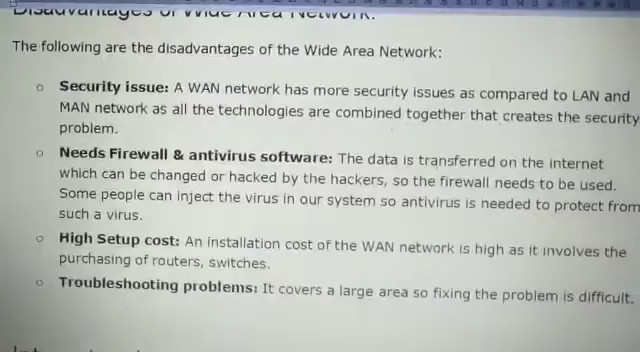 Disadvantages of Wide Area Network:
The following are the disadvantages of the Wide Area Network:
o Security issue: A WAN network has more security issues as compared to LAN and
MAN network as all the technologies are combined together that creates the security
problem.
o Needs Firewall & antivirus software: The data is transferred on the internet
which can be changed or hacked by the hackers, so the firewall needs to be used.
Some people can inject the virus in our system so antivirus is needed to protect from
such a virus.
o High Setup cost: An installation cost of the WAN network is high as it involves the
purchasing of routers, switches.
o Troubleshooting problems: It covers a large area so fixing the problem is difficult.